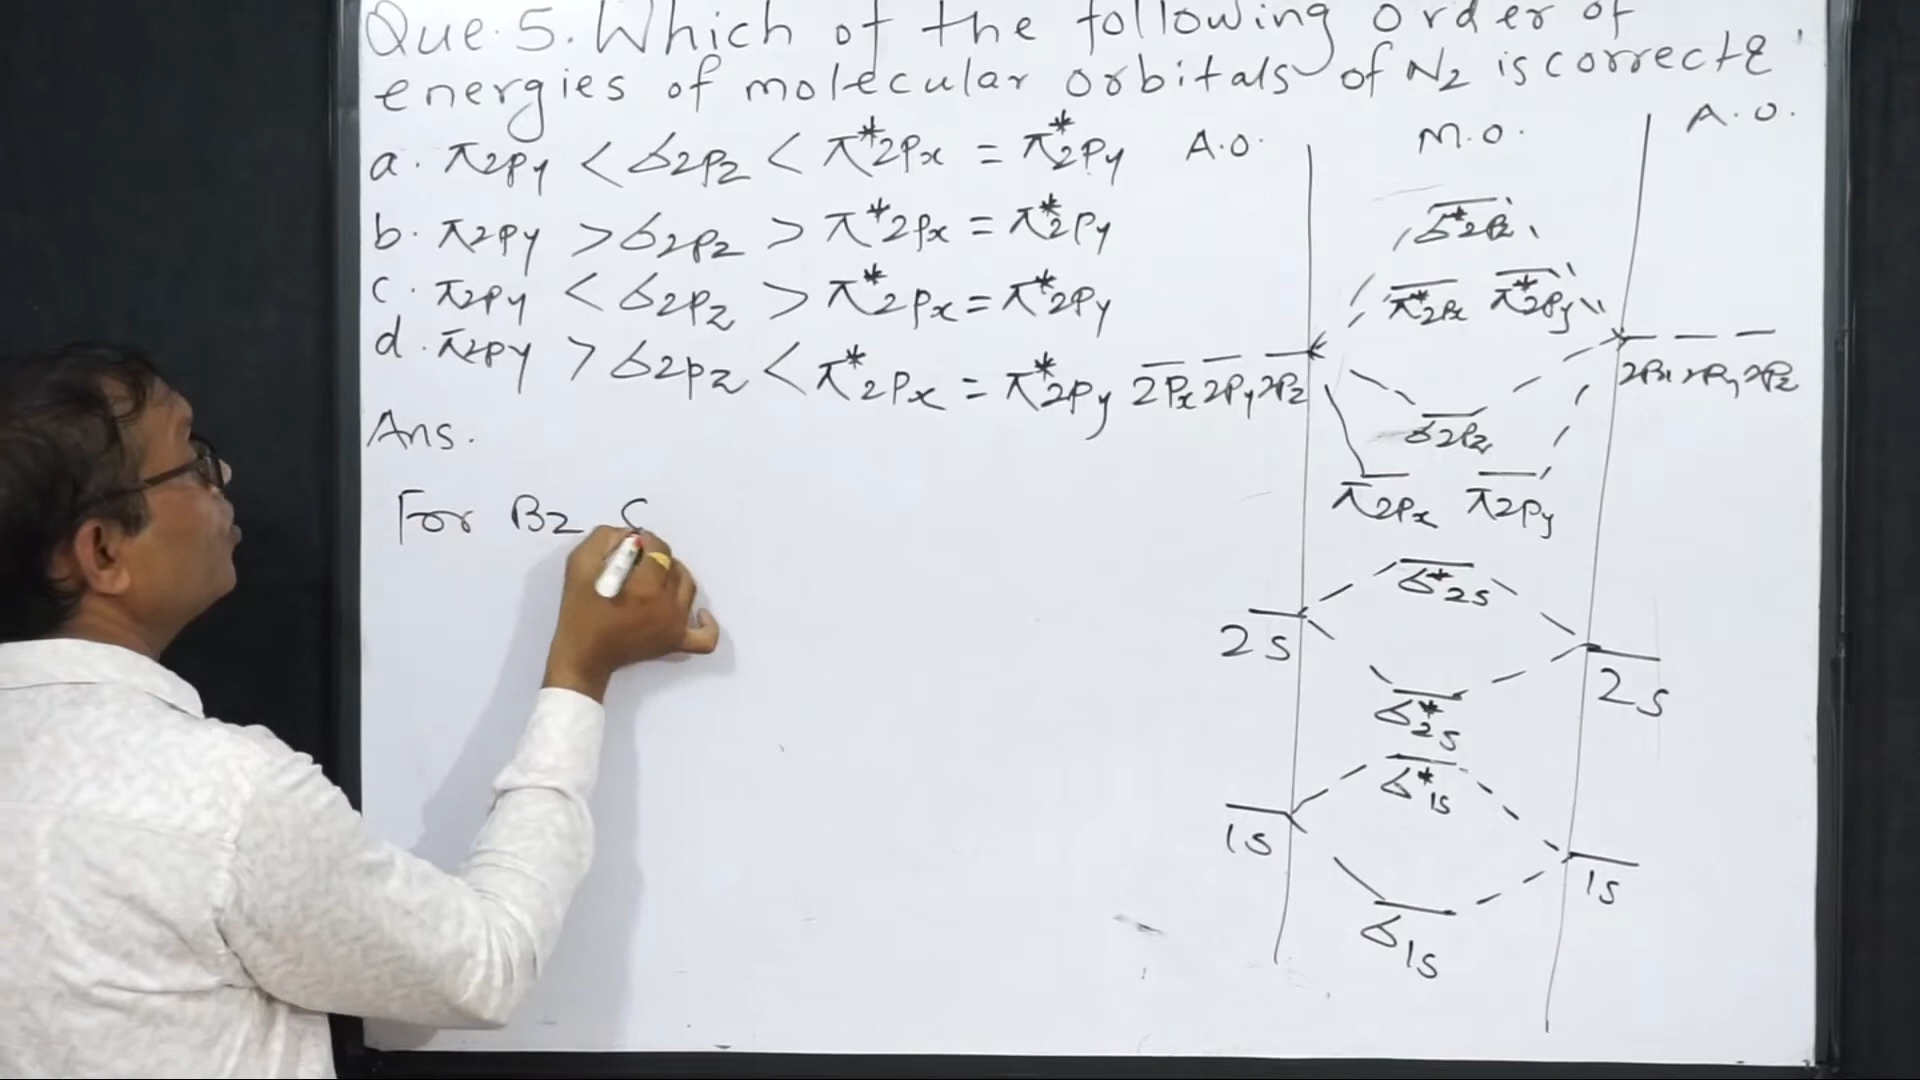 Que. 5. Which of the following order of
energies of molecular orbitals of N2 is correct?
a. π2py < σ2pz < π*2px = π*2py
b. π2py > σ2pz > π*2px = π*2py
c. π2py < σ2pz > π*2px = π*2py
d. π2py > σ2pz < π*2px = π*2py
Ans.
For B2 C
A.O. M.O. A.O.
σ*2pz
π*2px π*2py
2px 2py 2pz 2px 2py 2pz
σ2pz
π2px π2py
σ*2s
2s 2s
σ*2s
σ*1s
1s 1s
σ1s